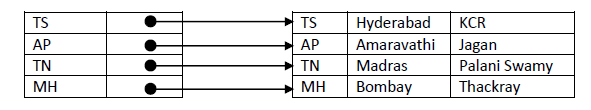 TS TS Hyderabad KCR
AP AP Amaravathi Jagan
TN TN Madras Palani Swamy
MH MH Bombay Thackray